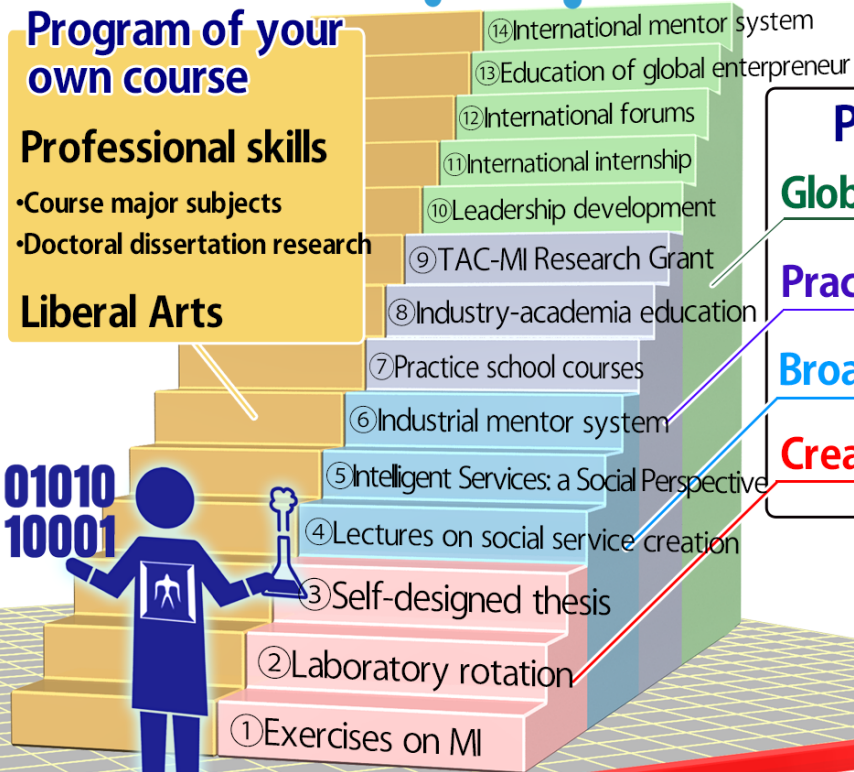 Program of your
own course
Professional skills
•Course major subjects
•Doctoral dissertation research
Liberal Arts
⑭International mentor system
⑬Education of global enterpreneur
⑫International forums
⑪International internship
⑩Leadership development
⑨TAC-MI Research Grant
⑧Industry-academia education
⑦Practice school courses
⑥Industrial mentor system
⑤Intelligent Services: a Social Perspective
④Lectures on social service creation
③Self-designed thesis
②Laboratory rotation
①Exercises on MI
01010
10001